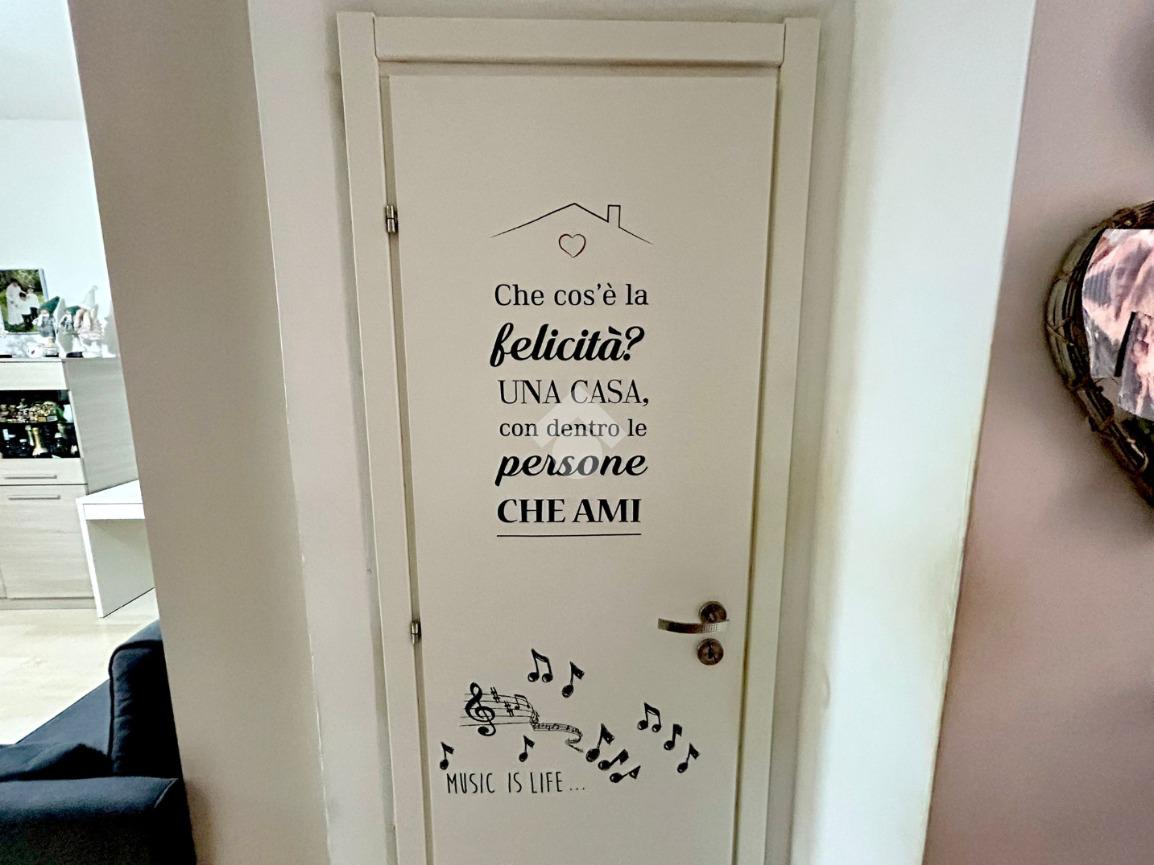 Che cos'è la
felicità?
UNA CASA,
con dentro le
persone
CHE AMI
MUSIC IS LIFE...